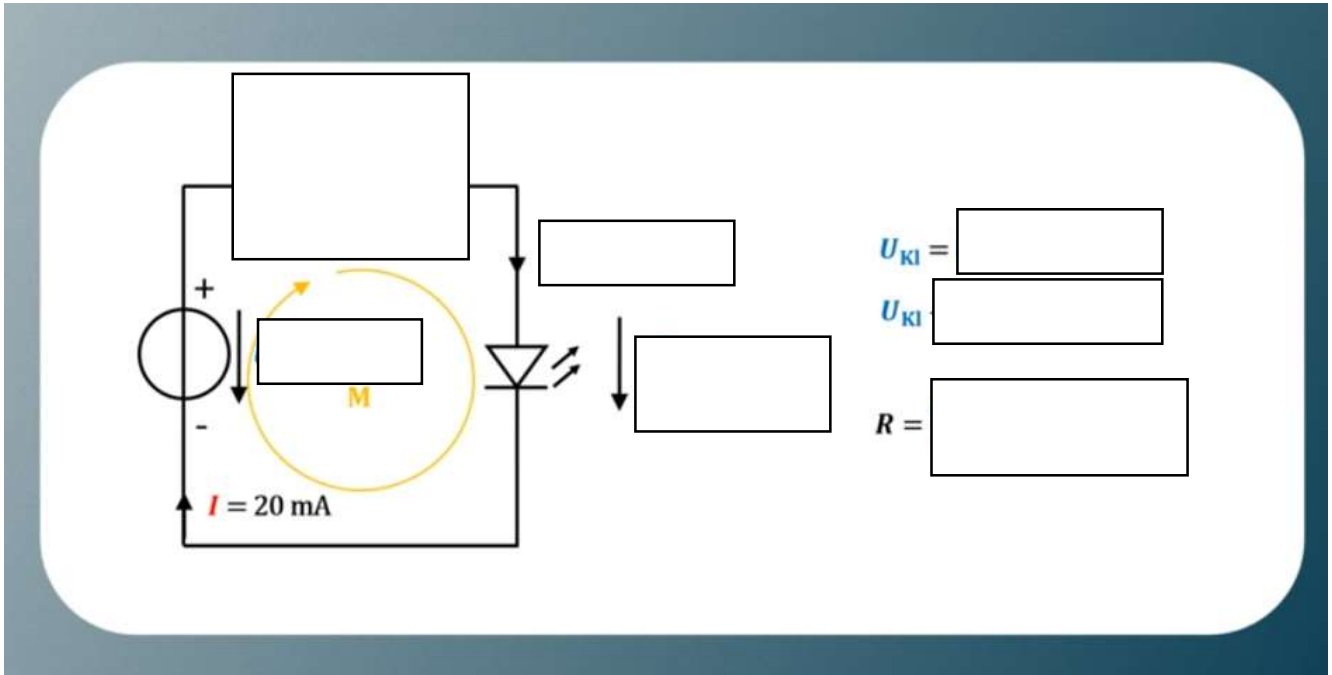 +
M
-
I = 20 mA
U_Kl =
U_Kl
R =